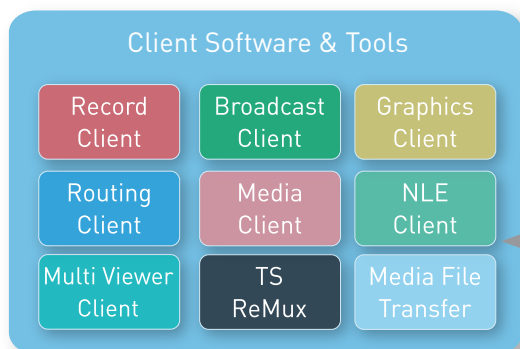 Client Software & Tools
Record
Client
Broadcast
Client
Graphics
Client
Routing
Client
Media
Client
NLE
Client
Multi Viewer
Client
TS
ReMux
Media File
Transfer